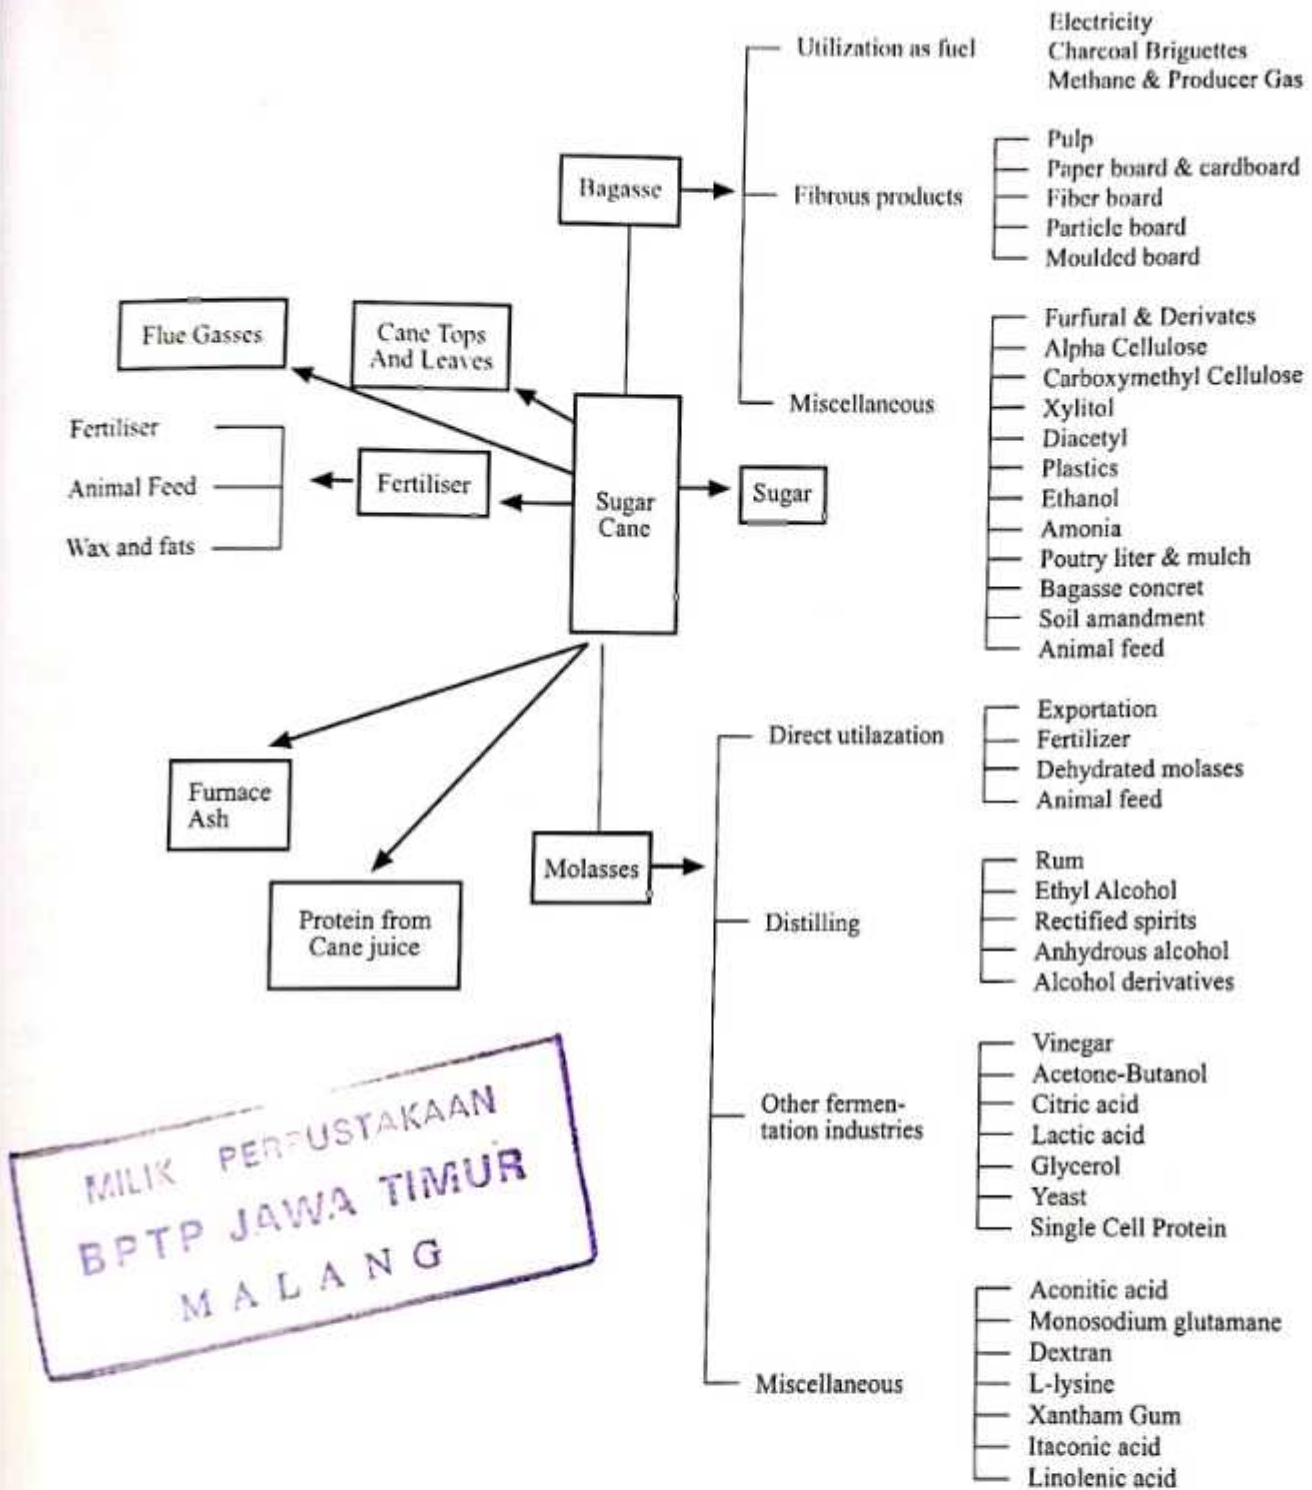 Electricity
Utilization as fuel
Charcoal Briguettes
Methane & Producer Gas
Bagasse
Fibrous products
Pulp
Paper board & cardboard
Fiber board
Particle board
Moulded board
Flue Gasses
Cane Tops
And Leaves
Miscellaneous
Furfural & Derivates
Alpha Cellulose
Carboxymethyl Cellulose
Xylitol
Diacetyl
Plastics
Ethanol
Amonia
Poutry liter & mulch
Bagasse concret
Soil amandment
Animal feed
Fertiliser
Animal Feed
Wax and fats
Fertiliser
Sugar
Cane
Sugar
Furnace
Ash
Protein from
Cane juice
Molasses
Direct utilazation
Exportation
Fertilizer
Dehydrated molases
Animal feed
Distilling
Rum
Ethyl Alcohol
Rectified spirits
Anhydrous alcohol
Alcohol derivatives
Other fermen-
tation industries
Vinegar
Acetone-Butanol
Citric acid
Lactic acid
Glycerol
Yeast
Single Cell Protein
Miscellaneous
Aconitic acid
Monosodium glutamane
Dextran
L-lysine
Xantham Gum
Itaconic acid
Linolenic acid
MILIK PERPUSTAKAAN
BPTP JAWA TIMUR
MALANG